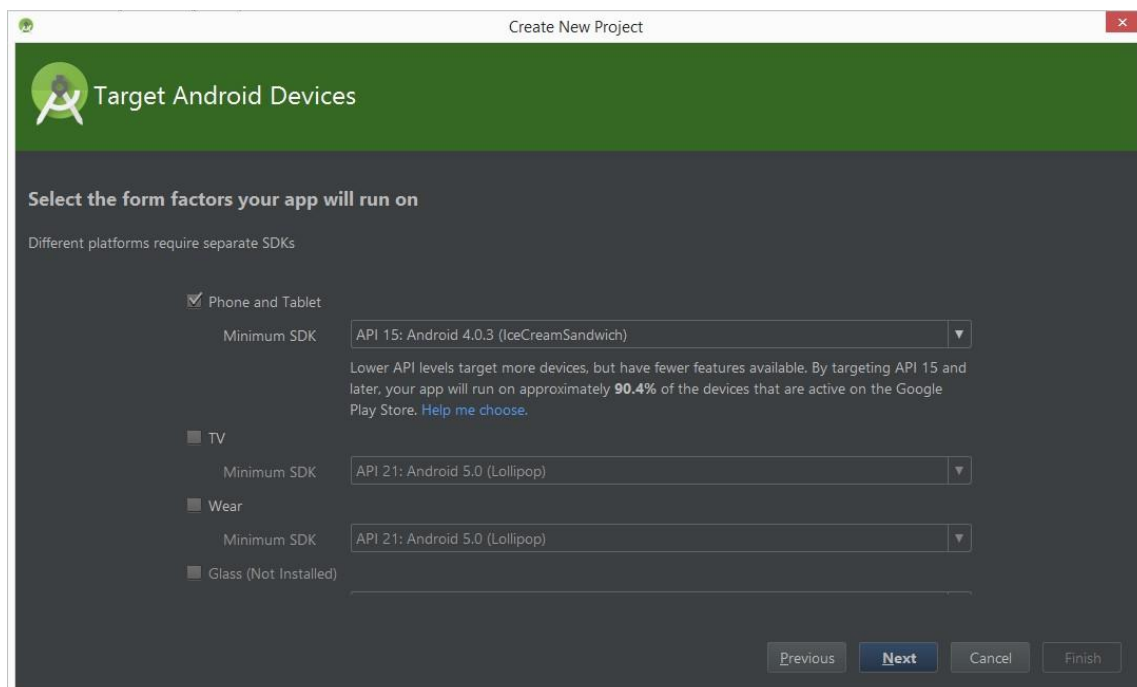 Create New Project
Target Android Devices
Select the form factors your app will run on
Different platforms require separate SDKs
Phone and Tablet
Minimum SDK
API 15: Android 4.0.3 (IceCreamSandwich)
Lower API levels target more devices, but have fewer features available. By targeting API 15 and
later, your app will run on approximately 90.4% of the devices that are active on the Google
Play Store. Help me choose.
TV
Minimum SDK
API 21: Android 5.0 (Lollipop)
Wear
Minimum SDK
API 21: Android 5.0 (Lollipop)
Glass (Not Installed)
Previous
Next
Cancel
Finish